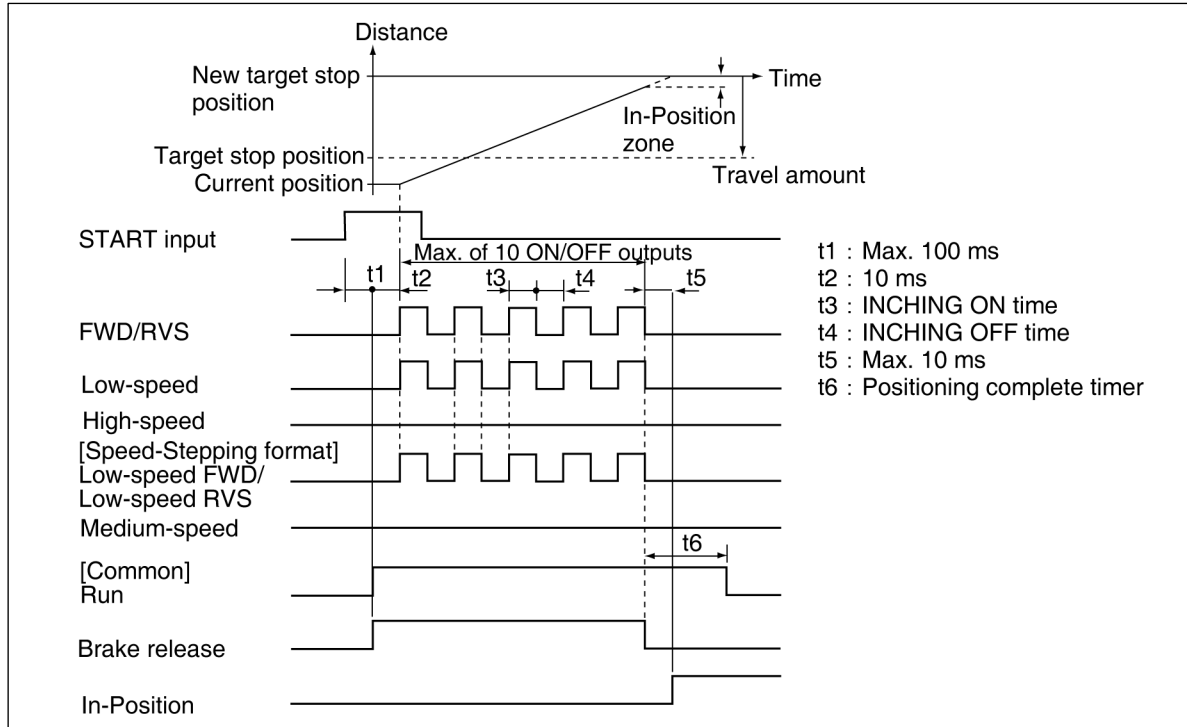 Distance
New target stop
position
Time
In-Position
zone
Target stop position
Travel amount
Current position
START input
Max. of 10 ON/OFF outputs
t1
t2
t3
t4
t5
t1 : Max. 100 ms
t2 : 10 ms
t3 : INCHING ON time
t4 : INCHING OFF time
t5 : Max. 10 ms
t6 : Positioning complete timer
FWD/RVS
Low-speed
High-speed
[Speed-Stepping format]
Low-speed FWD/
Low-speed RVS
Medium-speed
t6
[Common]
Run
Brake release
In-Position